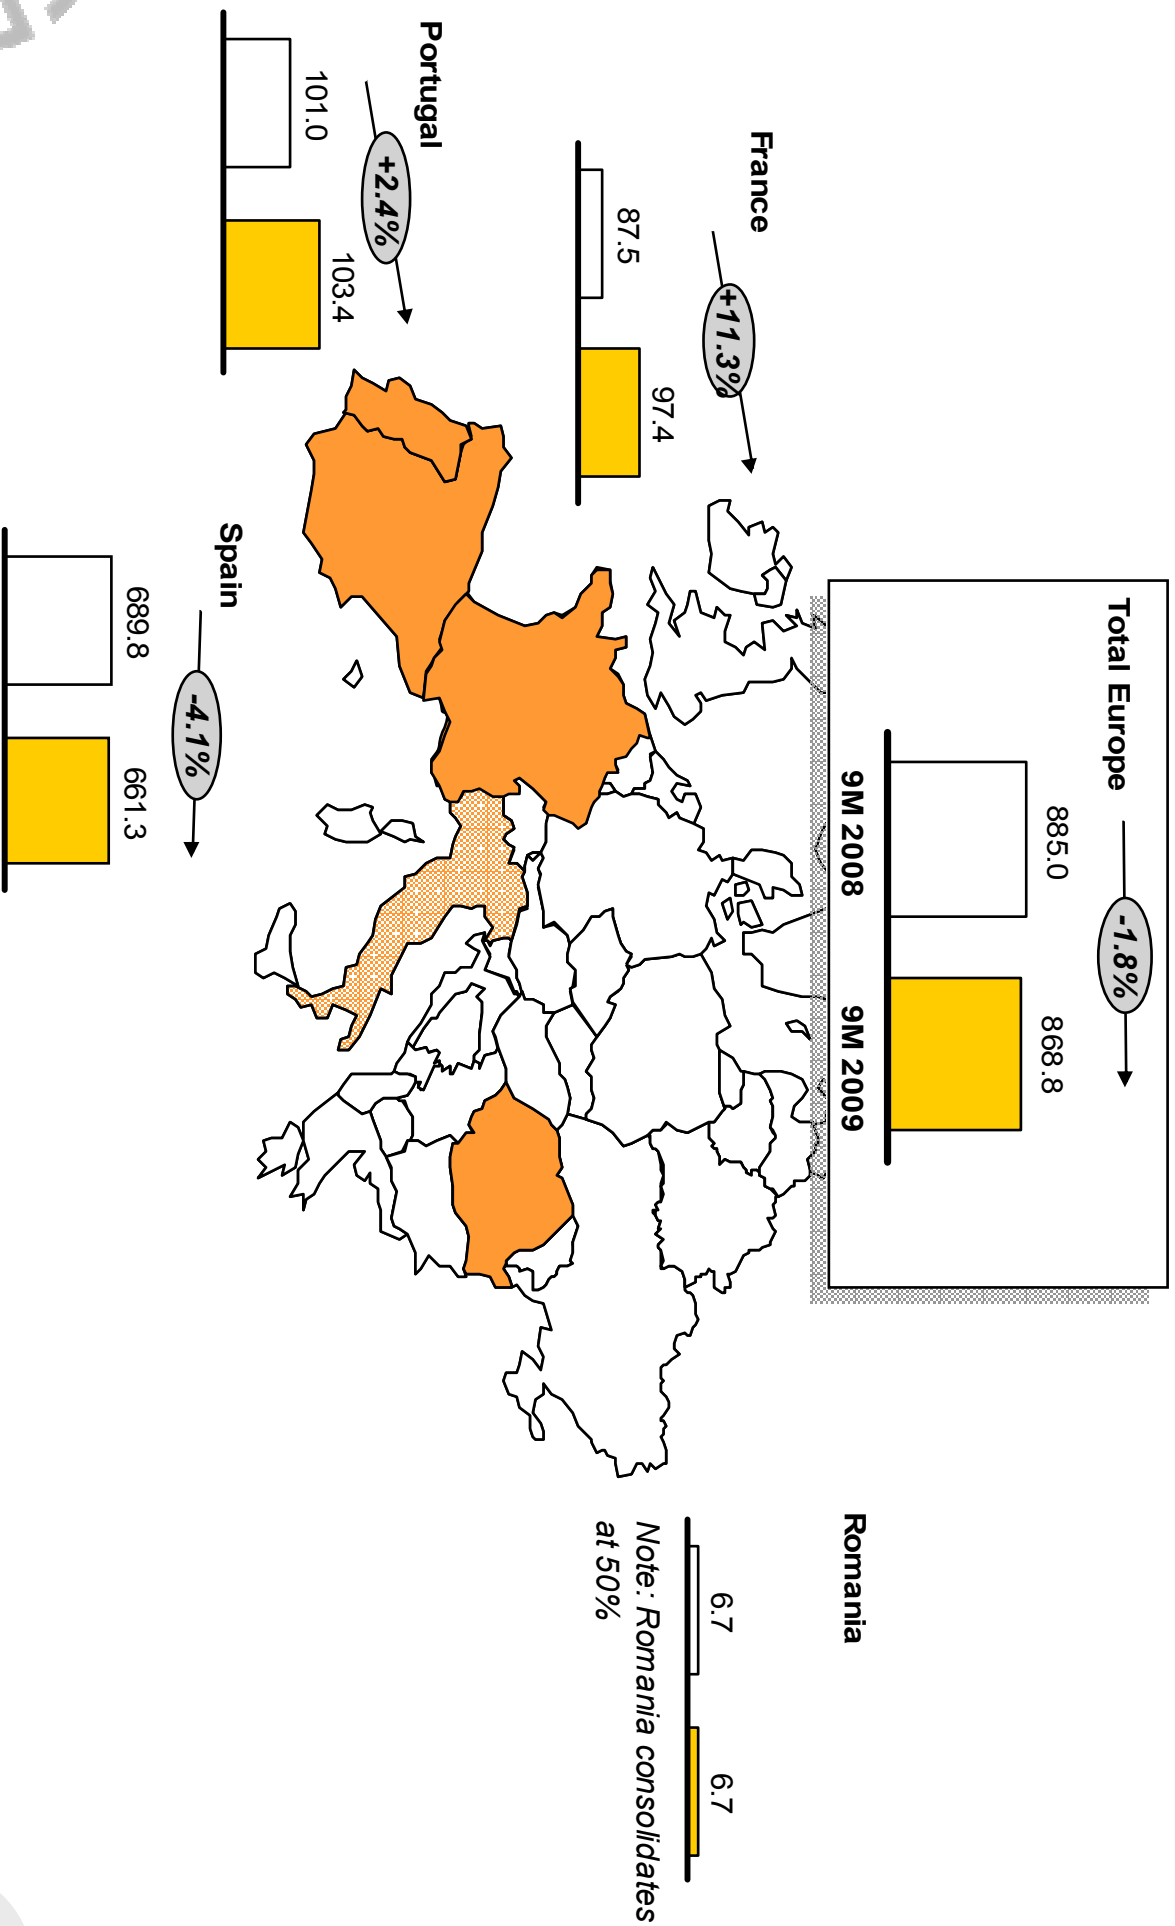 Total Europe
-1.8%
885.0
868.8
9M 2008
9M 2009
Romania
6.7
6.7
Note: Romania consolidates
at 50%
France
+11.3%
87.5
97.4
Portugal
+2.4%
101.0
103.4
Spain
-4.1%
689.8
661.3